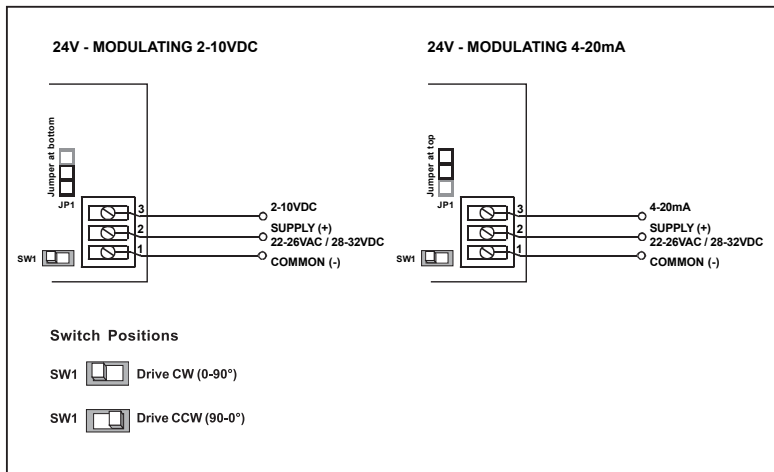 24V - MODULATING 2-10VDC
Jumper at bottom
JP1
3
2
1
2-10VDC
SUPPLY (+)
22-26VAC / 28-32VDC
COMMON (-)
SW1
24V - MODULATING 4-20mA
Jumper at top
JP1
3
2
1
4-20mA
SUPPLY (+)
22-26VAC / 28-32VDC
COMMON (-)
SW1
Switch Positions
SW1 Drive CW (0-90°)
SW1 Drive CCW (90-0°)